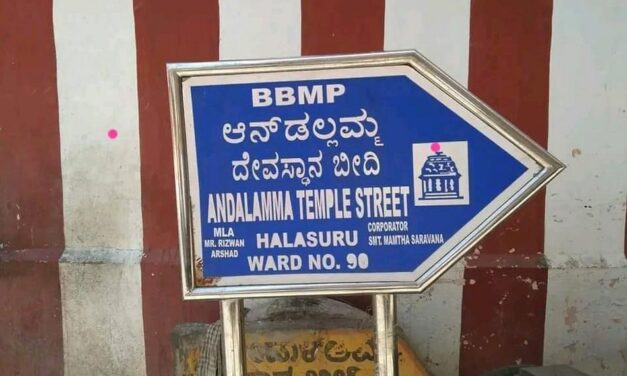 BBMP
ಆನ್‌ಡಲ್ಲಮ್ಮ
ದೇವಸ್ಥಾನ ಬೀದಿ
ANDALAMMA TEMPLE STREET
MLA
MR. RIZWAN
ARSHAD
HALASURU
WARD NO. 90
CORPORATOR
SMT. MAMTHA SARAVANA